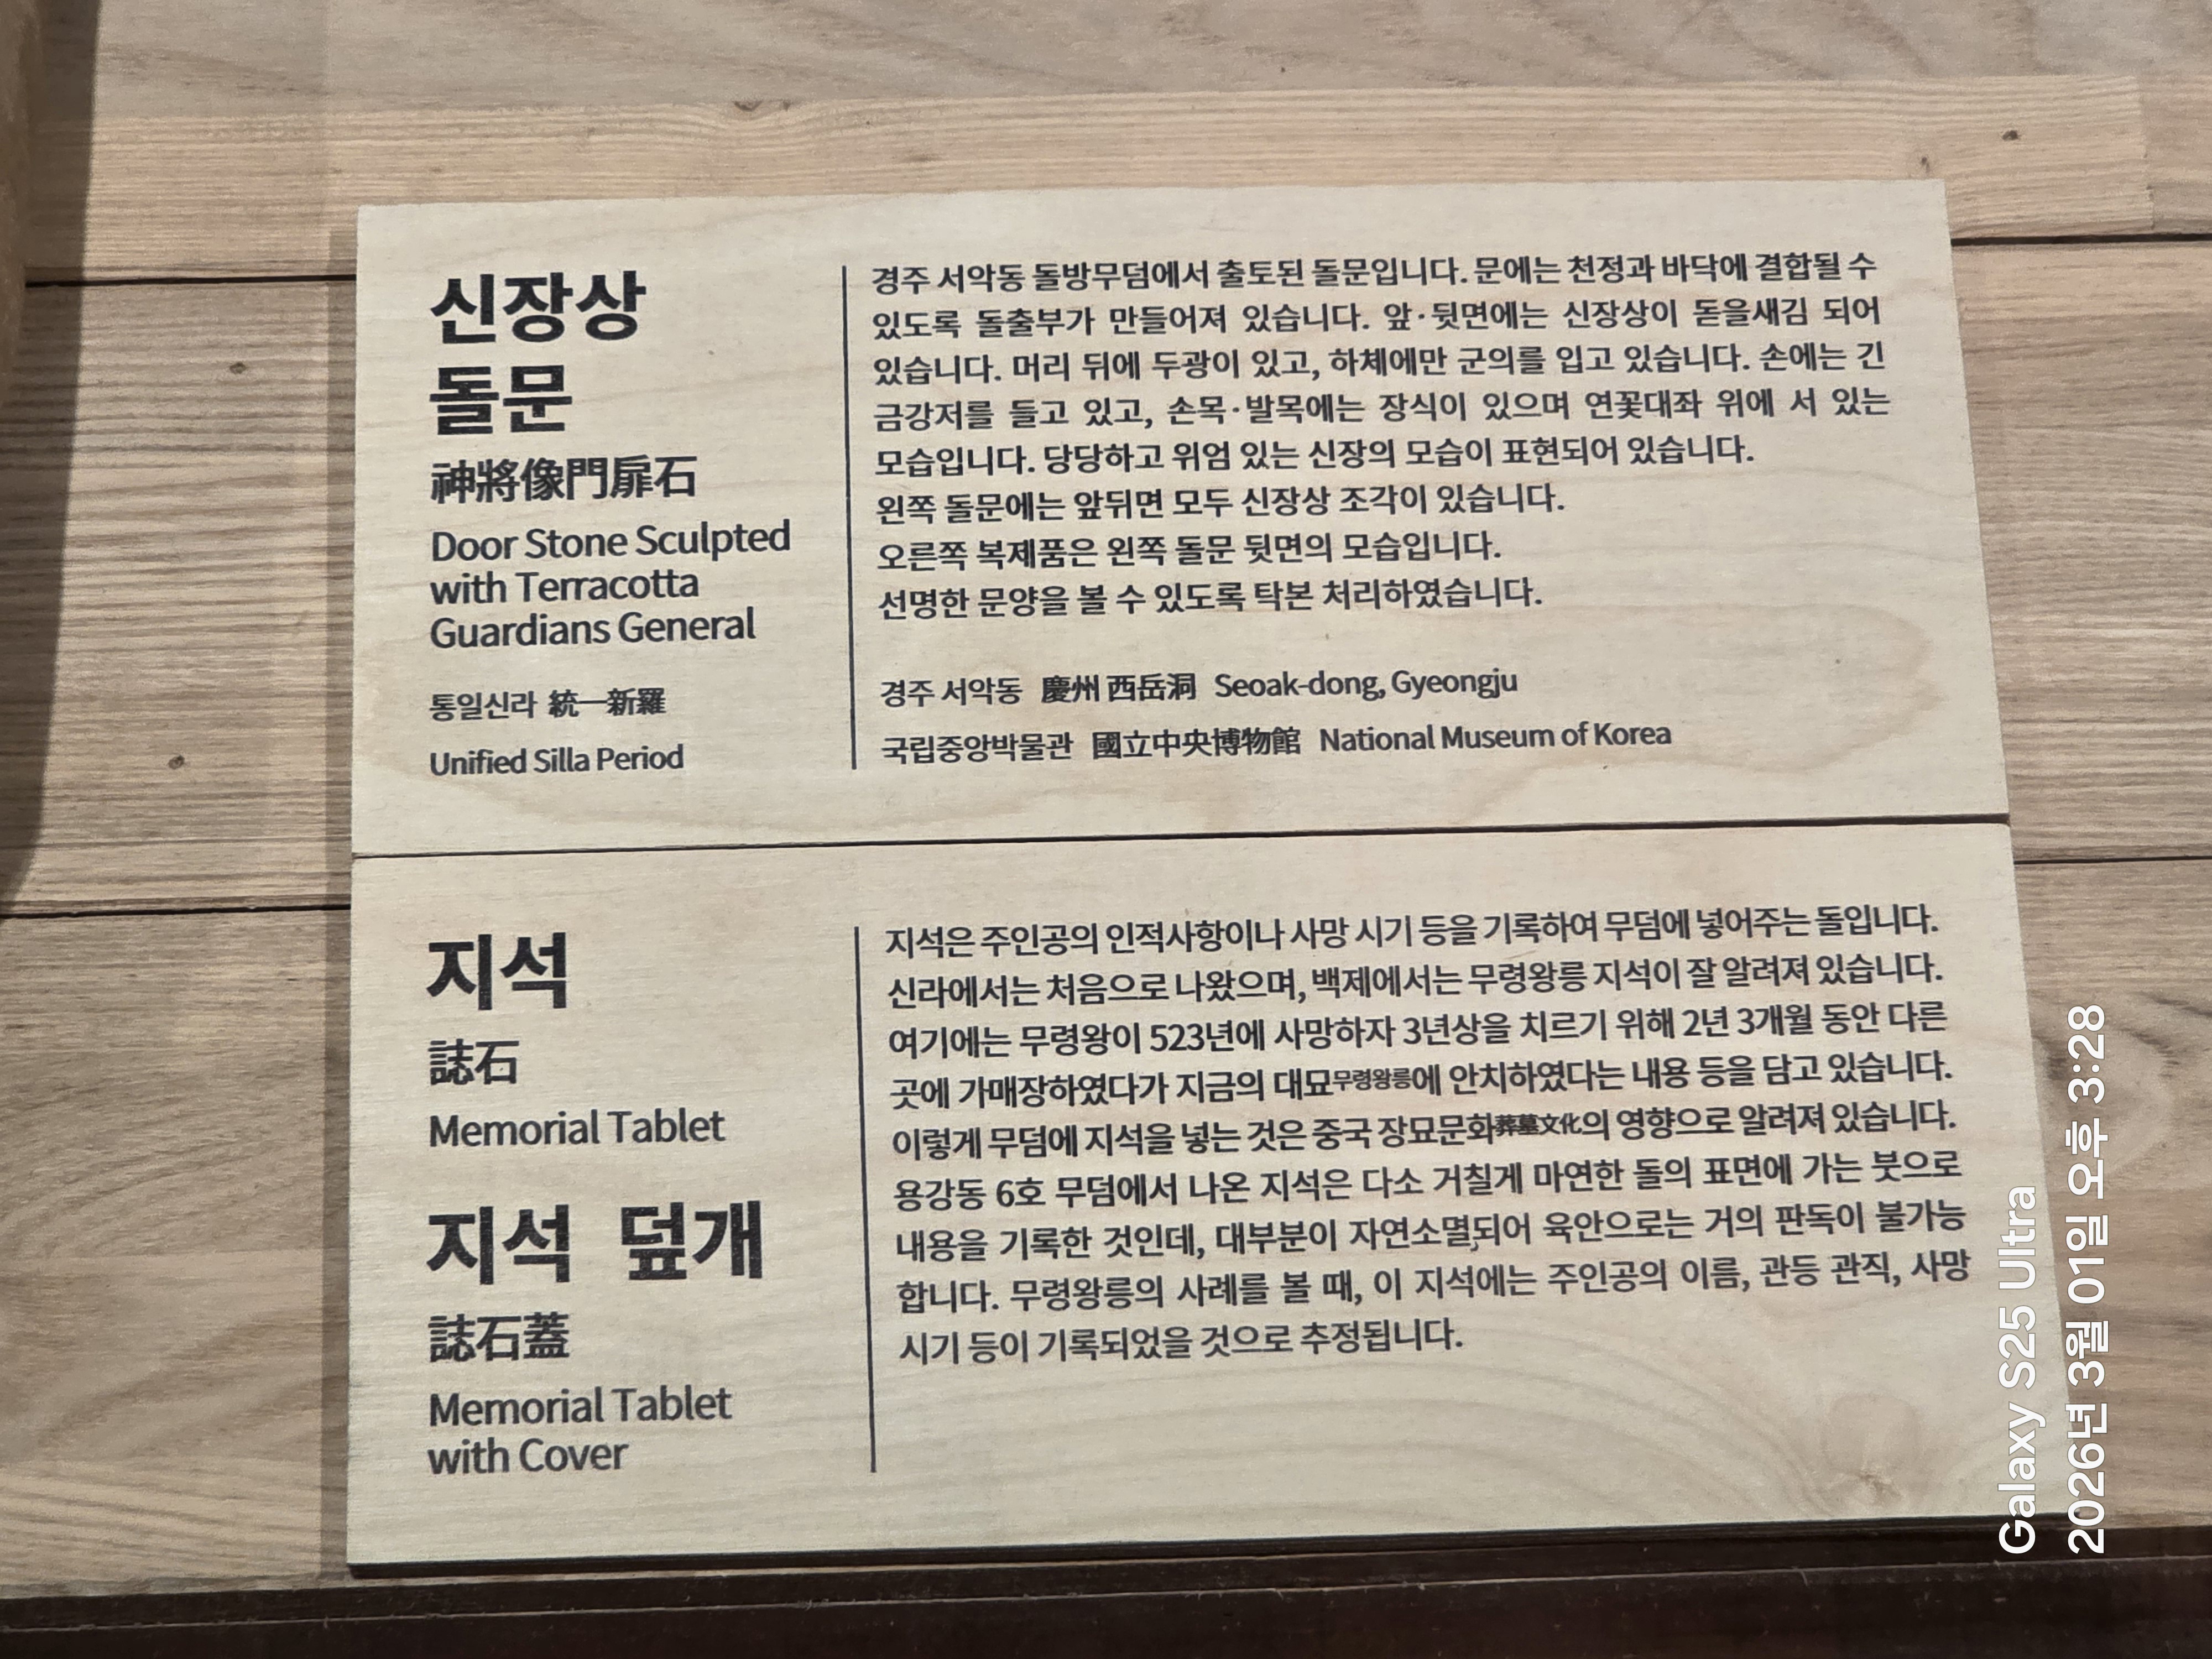 신장상
돌문
神將像門扉石
Door Stone Sculpted
with Terracotta
Guardians General
통일신라 統一新羅
Unified Silla Period
경주 서악동 돌방무덤에서 출토된 돌문입니다. 문에는 천정과 바닥에 결합될 수
있도록 돌출부가 만들어져 있습니다. 앞·뒷면에는 신장상이 돋을새김 되어
있습니다. 머리 뒤에 두광이 있고, 하체에만 군의를 입고 있습니다. 손에는 긴
금강저를 들고 있고, 손목·발목에는 장식이 있으며 연꽃대좌 위에 서 있는
모습입니다. 당당하고 위엄 있는 신장의 모습이 표현되어 있습니다.
왼쪽 돌문에는 앞뒤면 모두 신장상 조각이 있습니다.
오른쪽 복제품은 왼쪽 돌문 뒷면의 모습입니다.
선명한 문양을 볼 수 있도록 탁본 처리하였습니다.
경주 서악동 慶州 西岳洞 Seoak-dong, Gyeongju
국립중앙박물관 國立中央博物館 National Museum of Korea
지석
誌石
Memorial Tablet
지석 덮개
誌石蓋
Memorial Tablet
with Cover
지석은 주인공의 인적사항이나 사망 시기 등을 기록하여 무덤에 넣어주는 돌입니다.
신라에서는 처음으로 나왔으며, 백제에서는 무령왕릉 지석이 잘 알려져 있습니다.
여기에는 무령왕이 523년에 사망하자 3년상을 치르기 위해 2년 3개월 동안 다른
곳에 가매장하였다가 지금의 대묘무령왕릉에 안치하였다는 내용 등을 담고 있습니다.
이렇게 무덤에 지석을 넣는 것은 중국 장묘문화葬墓文化의 영향으로 알려져 있습니다.
용강동 6호 무덤에서 나온 지석은 다소 거칠게 마연한 돌의 표면에 가는 붓으로
내용을 기록한 것인데, 대부분이 자연소멸되어 육안으로는 거의 판독이 불가능
합니다. 무령왕릉의 사례를 볼 때, 이 지석에는 주인공의 이름, 관등 관직, 사망
시기 등이 기록되었을 것으로 추정됩니다.
Galaxy S25 Ultra
2026년 3월 01일 오후 3:28